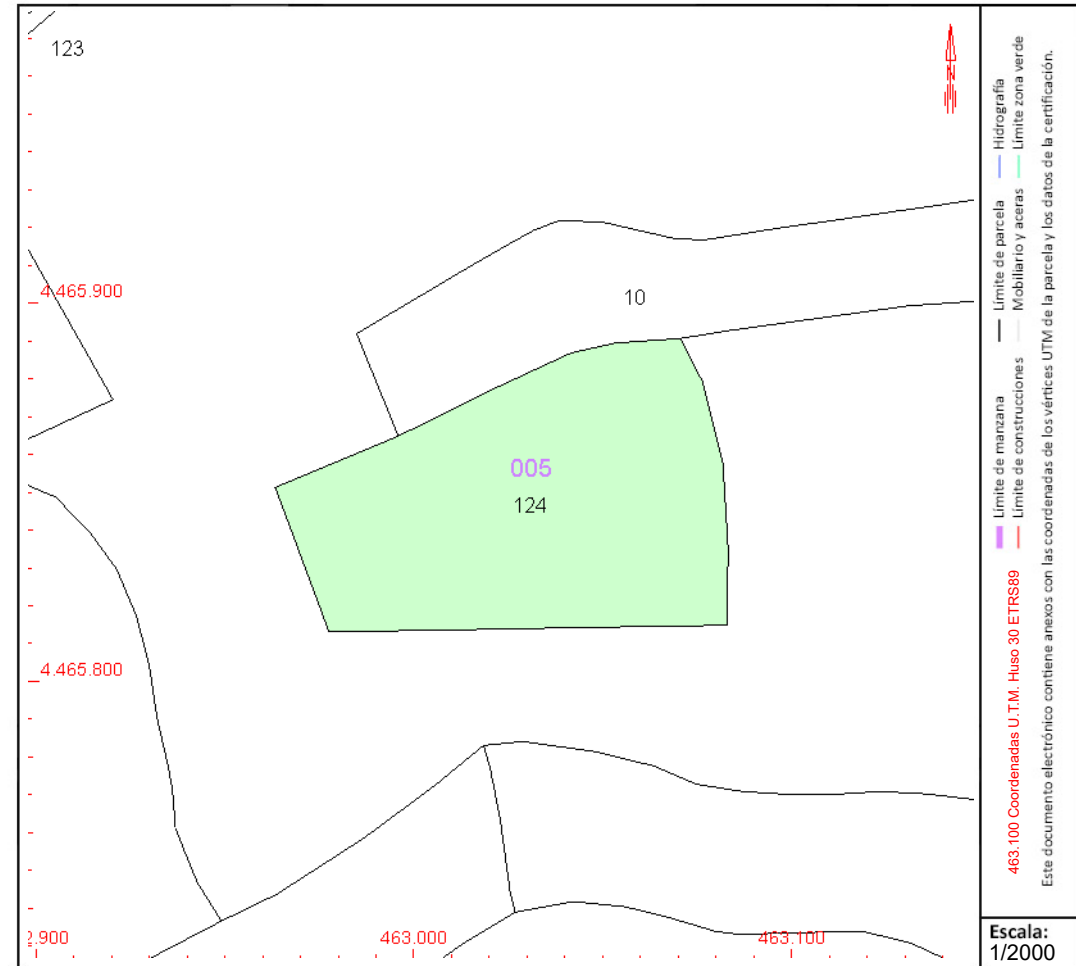 123
4.465.900
10
005
124
4.465.800
2.900
463.000
463.100
N
Límite de manzana
Límite de parcela
Hidrografía
Límite de construcciones
Mobiliario y aceras
Límite zona verde
463.100 Coordenadas U.T.M. Huso 30 ETRS89
Este documento electrónico contiene anexos con las coordenadas de los vértices UTM de la parcela y los datos de la certificación.
Escala:
1/2000